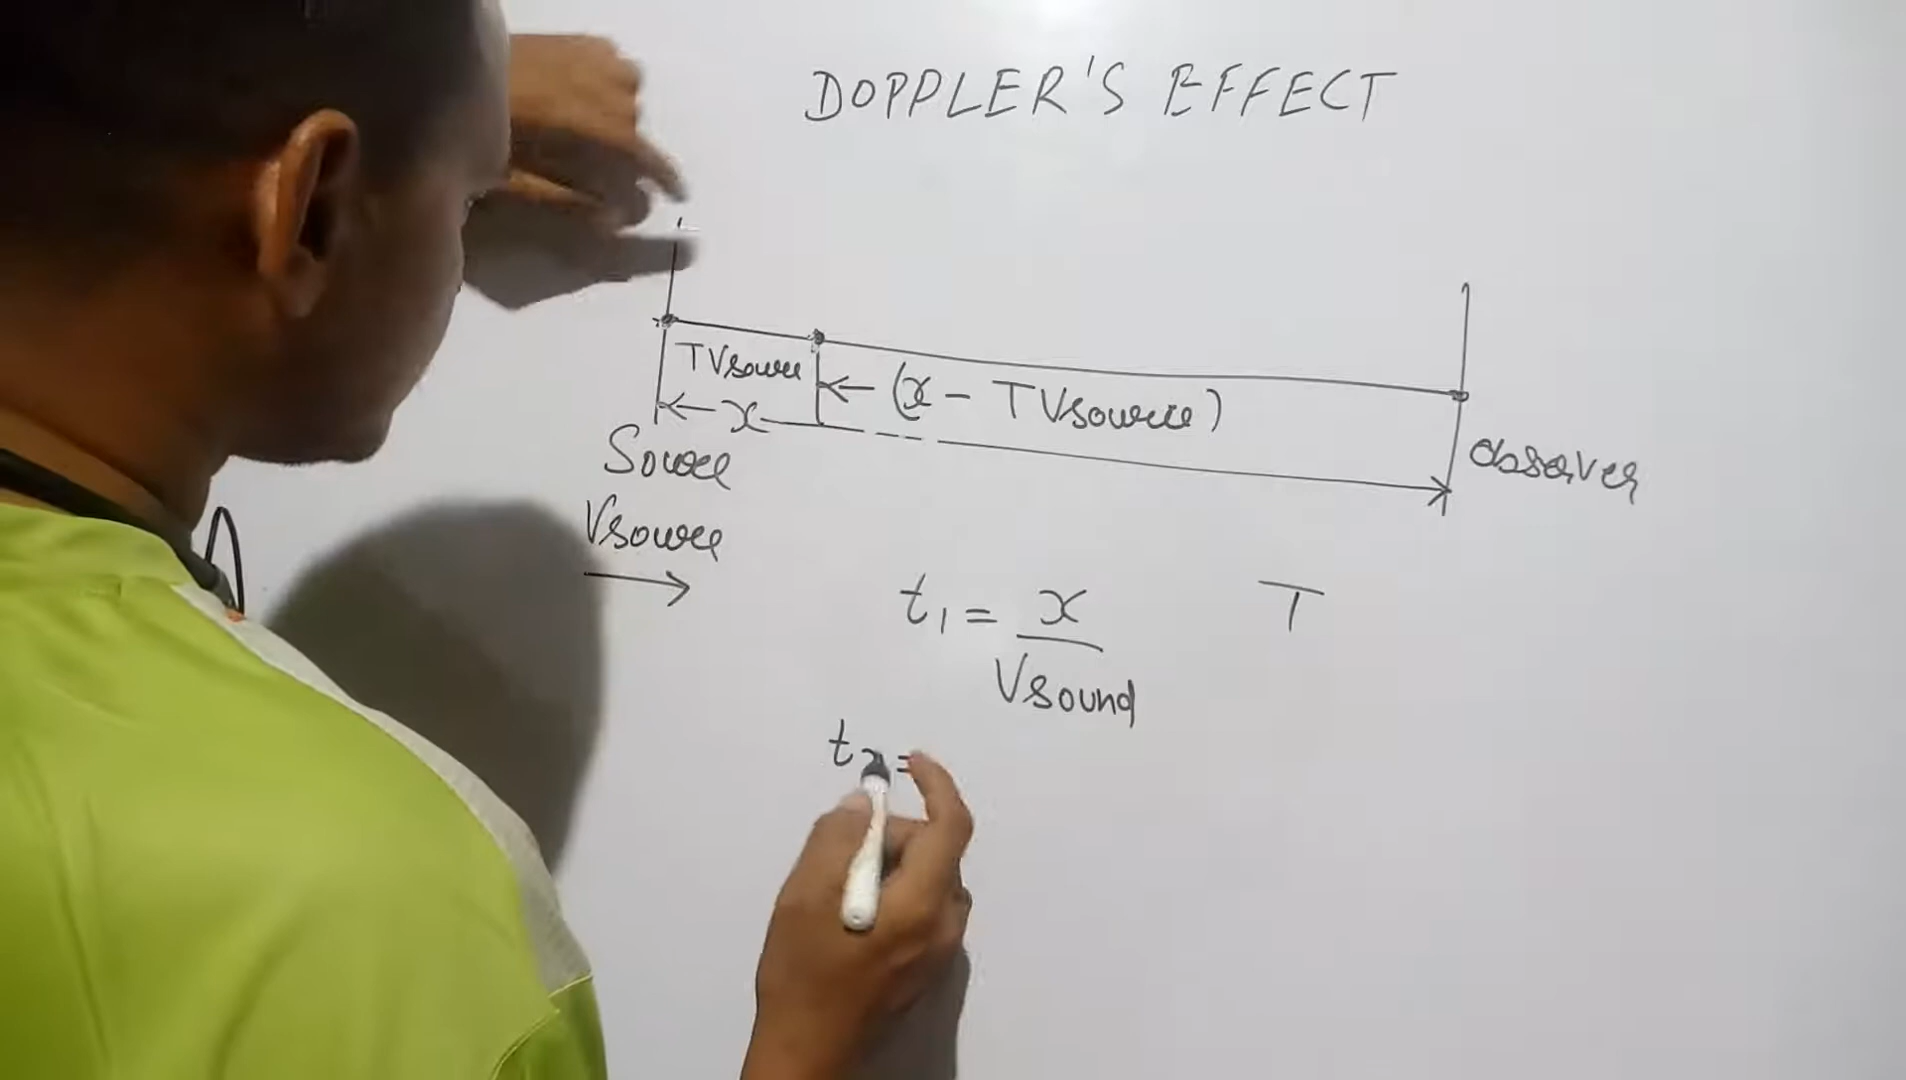 DOPPLER'S EFFECT
TVsource
(x - TVsource)
x
Source
observer
Vsource
t1 = x
Vsound
T
t2 =